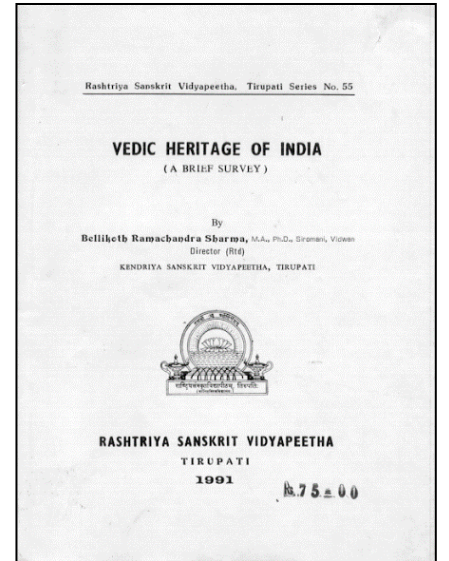 Rashtriya Sanskrit Vidyapeetha, Tirupati Series No. 55
VEDIC HERITAGE OF INDIA
( A BRIEF SURVEY )
By
Bellikoth Ramachandra Sharma, M.A., Ph.D., Siromani, Vidwan
Director (Rtd)
KENDRIYA SANSKRIT VIDYAPEETHA, TIRUPATI
RASHTRIYA SANSKRIT VIDYAPEETHA
TIRUPATI
1991
Rs. 75=00